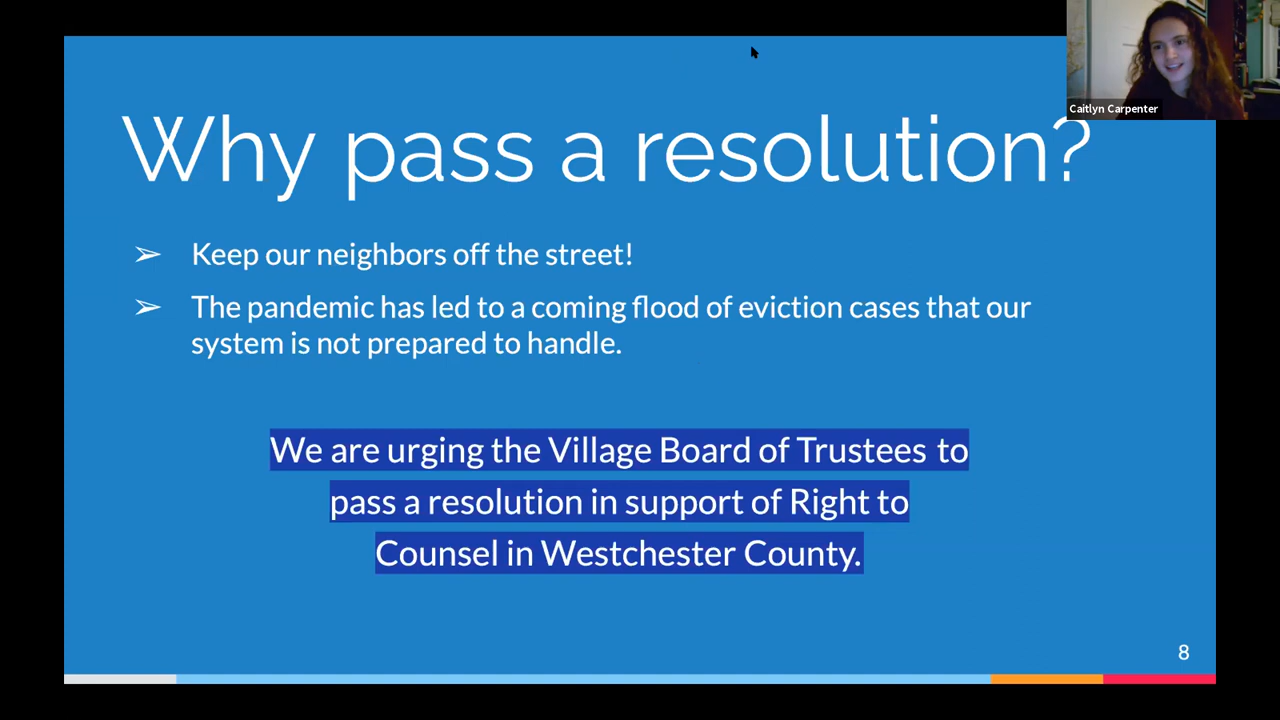 Caitlyn Carpenter
Why pass a resolution?
➢ Keep our neighbors off the street!
➢ The pandemic has led to a coming flood of eviction cases that our
system is not prepared to handle.
We are urging the Village Board of Trustees to
pass a resolution in support of Right to
Counsel in Westchester County.
8